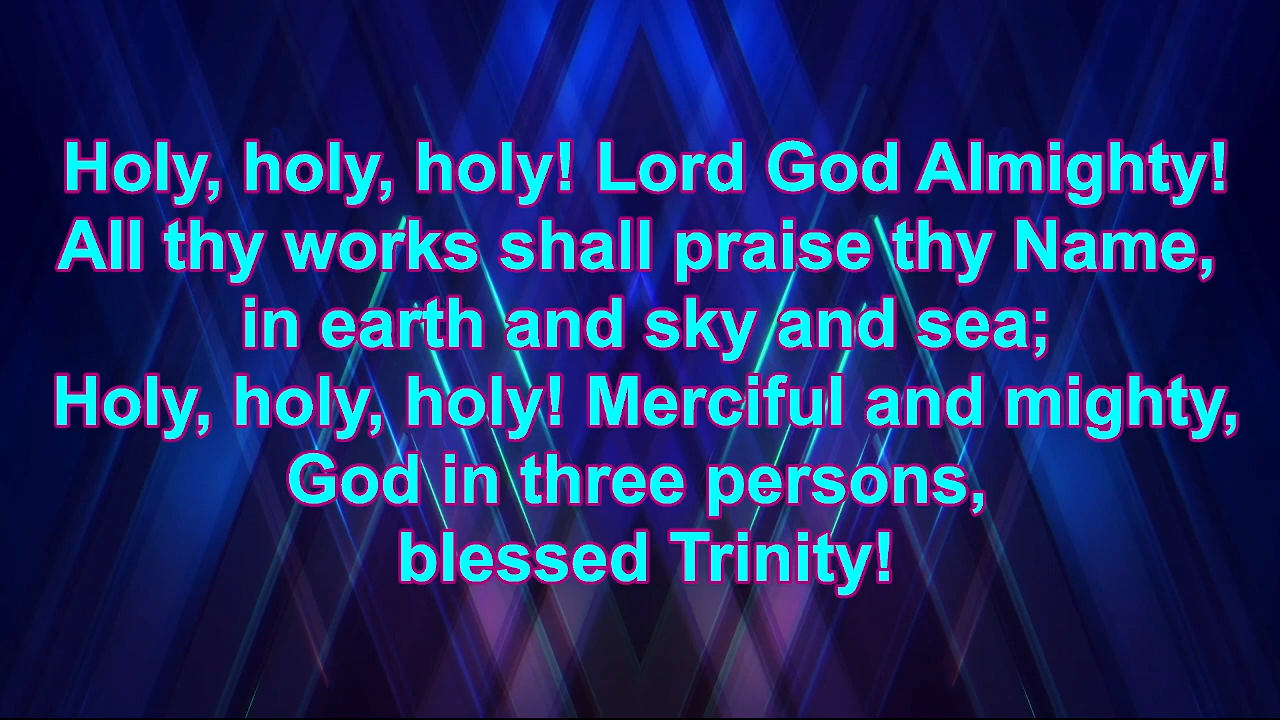 Holy, holy, holy! Lord God Almighty!
All thy works shall praise thy Name,
in earth and sky and sea;
Holy, holy, holy! Merciful and mighty,
God in three persons,
blessed Trinity!